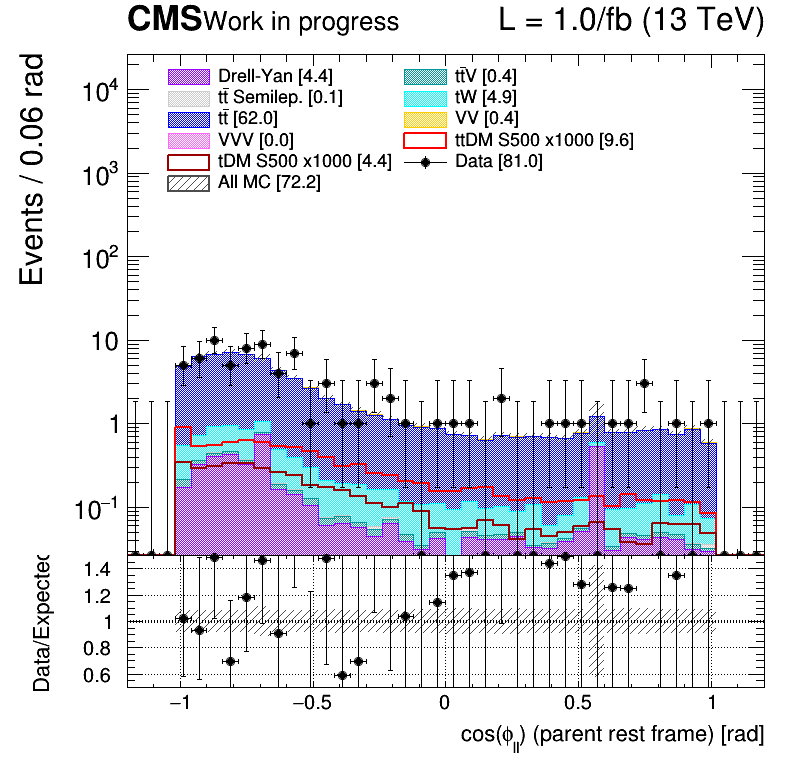 CMS Work in progress L = 1.0/fb (13 TeV)
Drell-Yan [4.4] tt̄V [0.4]
tt̄ Semilep. [0.1] tW [4.9]
tt̄ [62.0] VV [0.4]
VVV [0.0] ttDM S500 x1000 [9.6]
tDM S500 x1000 [4.4] Data [81.0]
All MC [72.2]
Events / 0.06 rad
10⁴
10³
10²
10
1
10⁻¹
Data/Expected
1.4
1.2
1
0.8
0.6
−1 −0.5 0 0.5 1
cos(ϕ_ll) (parent rest frame) [rad]